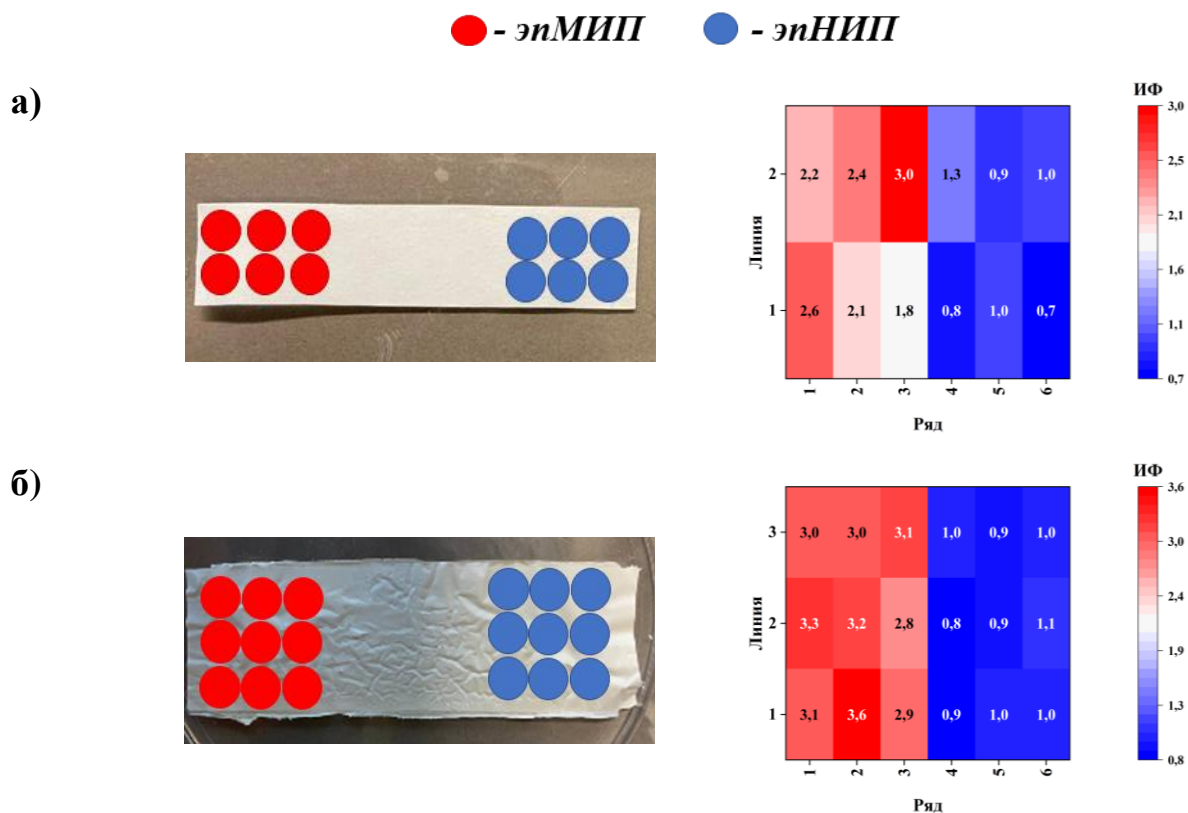 - эпМИП - эпНИП
а)
ИФ
3,0
2,5
2,1
1,6
1,1
0,7
Линия
2 2,2 2,4 3,0 1,3 0,9 1,0
1 2,6 2,1 1,8 0,8 1,0 0,7
1 2 3 4 5 6
Ряд
б)
ИФ
3,6
3,0
2,4
1,9
1,3
0,8
Линия
3 3,0 3,0 3,1 1,0 0,9 1,0
2 3,3 3,2 2,8 0,8 0,9 1,1
1 3,1 3,6 2,9 0,9 1,0 1,0
1 2 3 4 5 6
Ряд